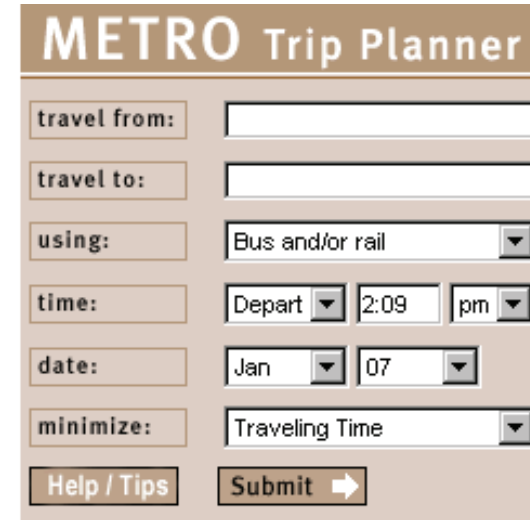 METRO Trip Planner
travel from:
travel to:
using: Bus and/or rail
time: Depart 2:09 pm
date: Jan 07
minimize: Traveling Time
Help / Tips Submit